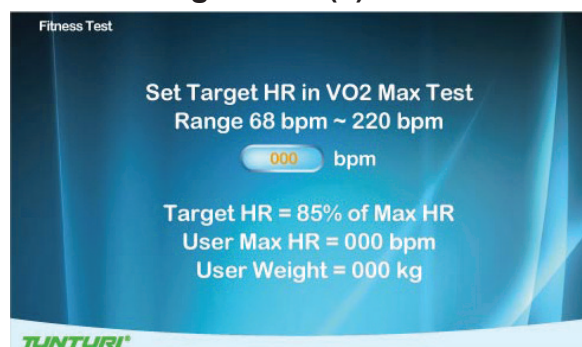 Fitness Test
Set Target HR in VO2 Max Test
Range 68 bpm ~ 220 bpm
000 bpm
Target HR = 85% of Max HR
User Max HR = 000 bpm
User Weight = 000 kg
TUNTURI®